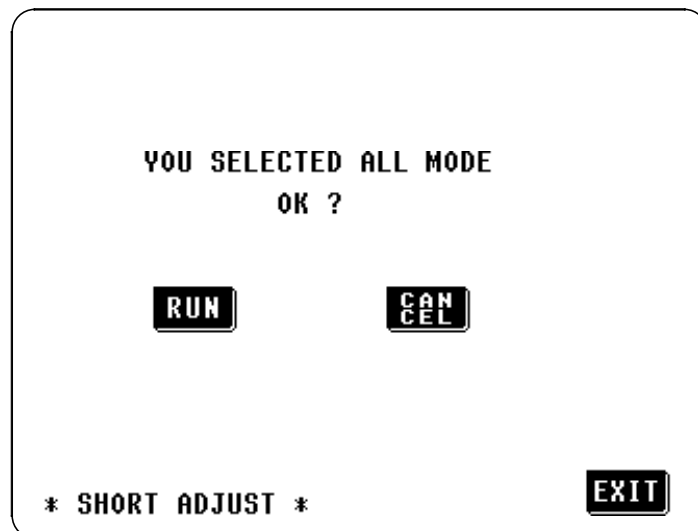 YOU SELECTED ALL MODE
OK ?
RUN
CAN
CEL
* SHORT ADJUST *
EXIT